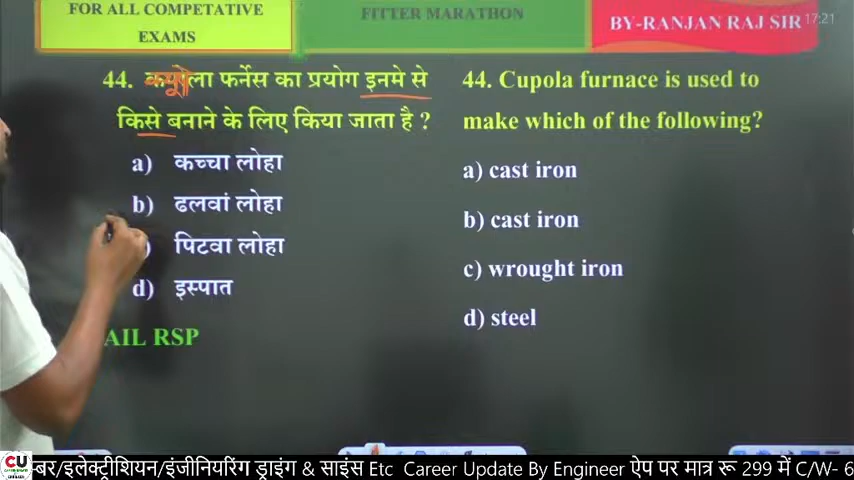 FOR ALL COMPETATIVE
EXAMS
FITTER MARATHON
BY-RANJAN RAJ SIR
17:21
44. क्यूपोला फर्नेस का प्रयोग इनमे से
किसे बनाने के लिए किया जाता है ?
a) कच्चा लोहा
b) ढलवां लोहा
) पिटवा लोहा
d) इस्पात
AIL RSP
44. Cupola furnace is used to
make which of the following?
a) cast iron
b) cast iron
c) wrought iron
d) steel
CU
म्बर/इलेक्ट्रीशियन/इंजीनियरिंग ड्राइंग & साइंस Etc Career Update By Engineer ऐप पर मात्र रू 299 में C/W- 6